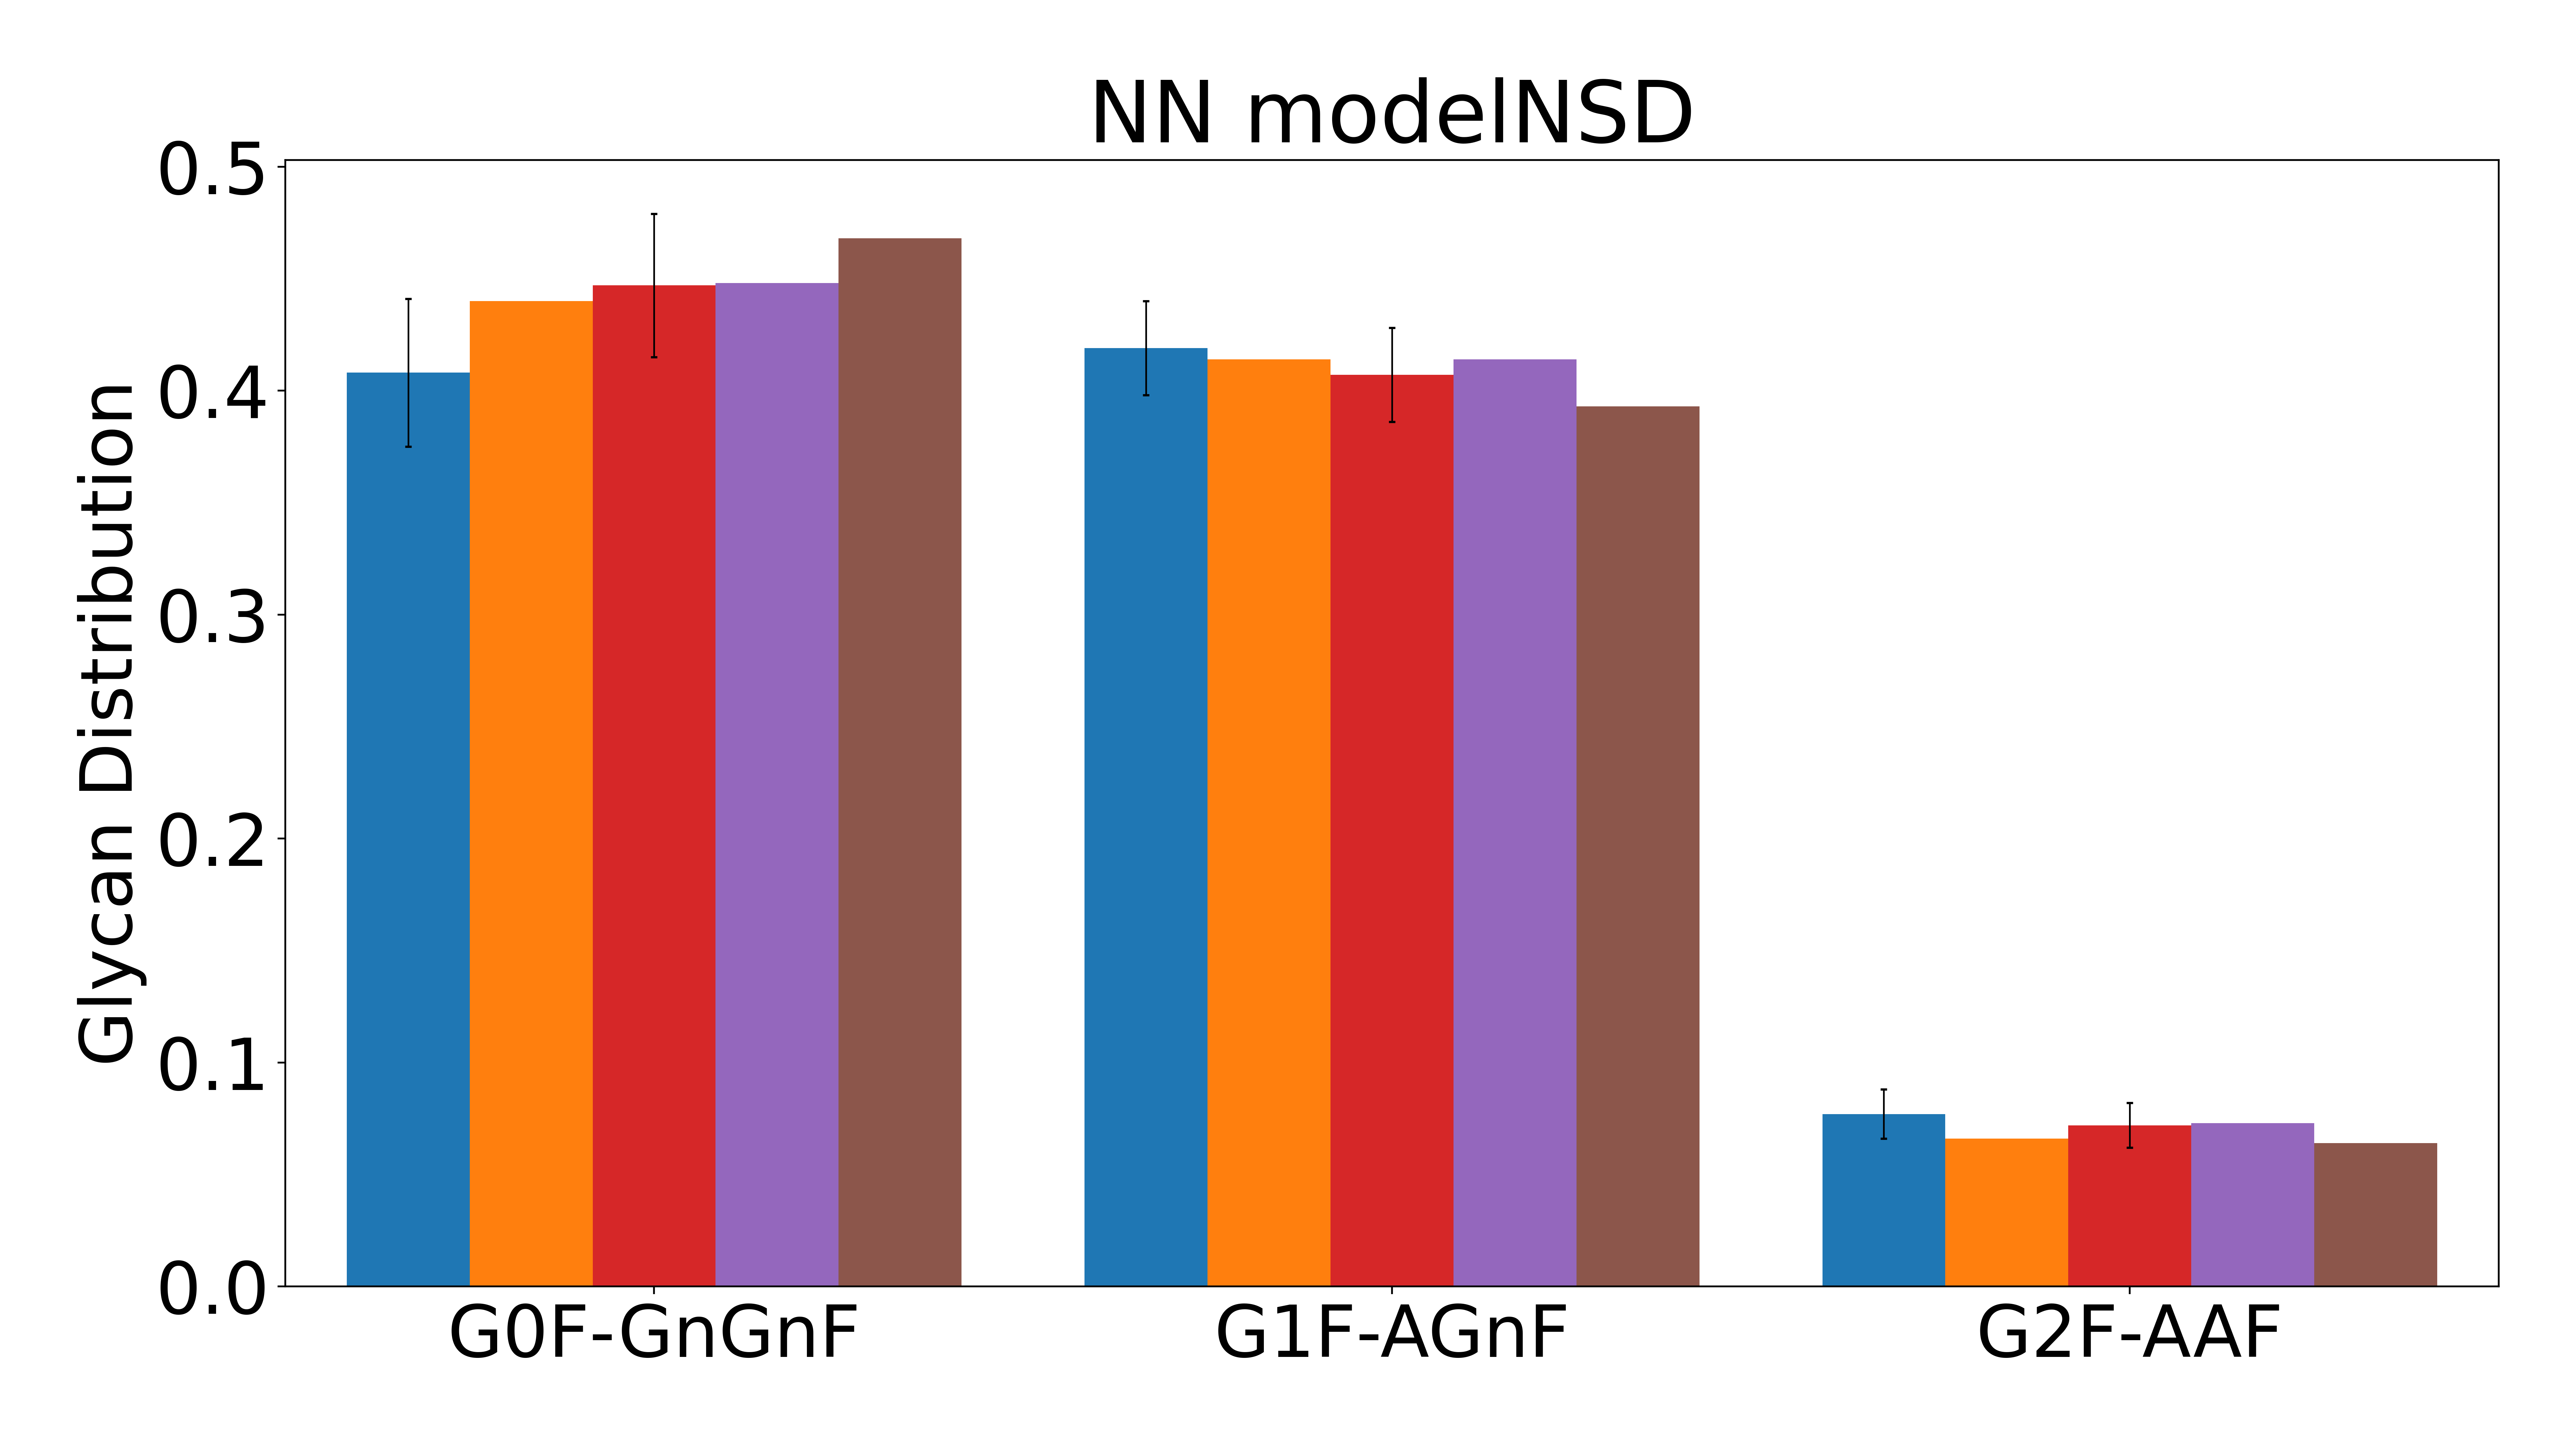 NN modelNSD
0.5
0.4
0.3
0.2
0.1
0.0
Glycan Distribution
G0F-GnGnF
G1F-AGnF
G2F-AAF